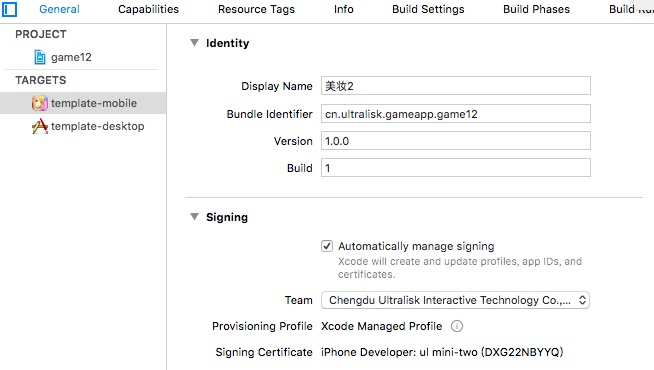 General Capabilities Resource Tags Info Build Settings Build Phases Build
PROJECT
game12
TARGETS
template-mobile
template-desktop
Identity
Display Name 美妆2
Bundle Identifier cn.ultralisk.gameapp.game12
Version 1.0.0
Build 1
Signing
Automatically manage signing
Xcode will create and update profiles, app IDs, and
certificates.
Team Chengdu Ultralisk Interactive Technology Co.,...
Provisioning Profile Xcode Managed Profile
Signing Certificate iPhone Developer: ul mini-two (DXG22NBYYQ)